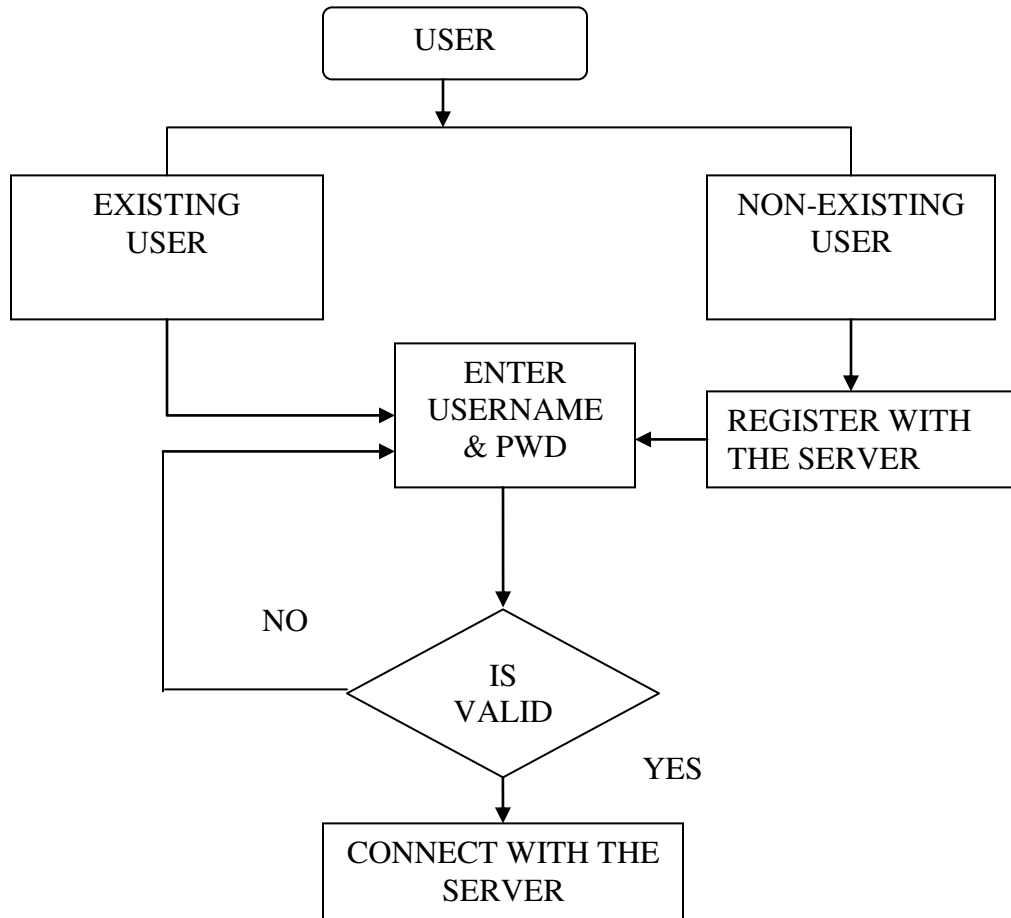 USER
EXISTING
USER
NON-EXISTING
USER
ENTER
USERNAME
& PWD
REGISTER WITH
THE SERVER
NO
IS
VALID
YES
CONNECT WITH THE
SERVER